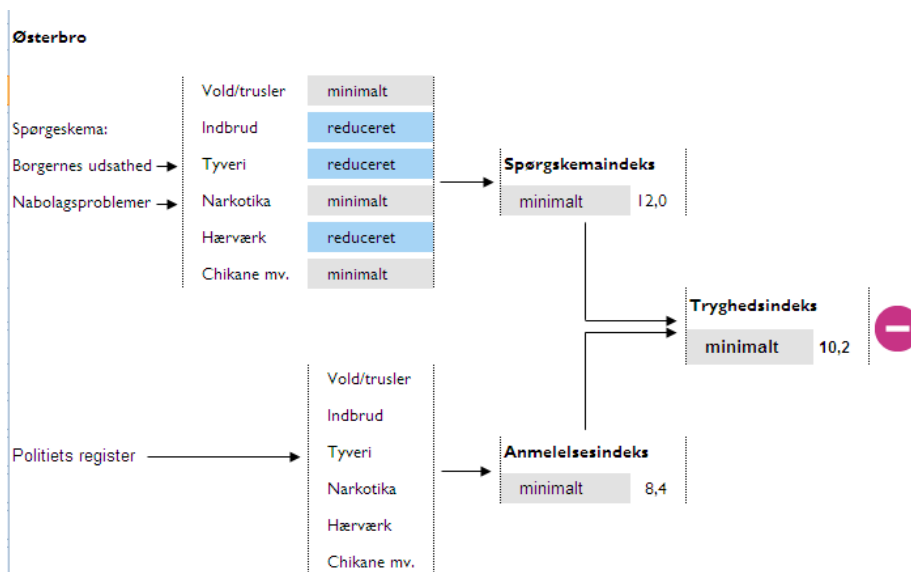 Østerbro
Vold/trusler minimalt
Spørgeskema: Indbrud reduceret
Borgernes udsathed Tyveri reduceret
Spørgskemaindeks
Nabolagsproblemer Narkotika minimalt
minimalt 12,0
Hærværk reduceret
Chikane mv. minimalt
Tryghedsindeks
minimalt 10,2
Vold/trusler
Indbrud
Politiets register Tyveri
Anmelelsesindeks
Narkotika
minimalt 8,4
Hærværk
Chikane mv.